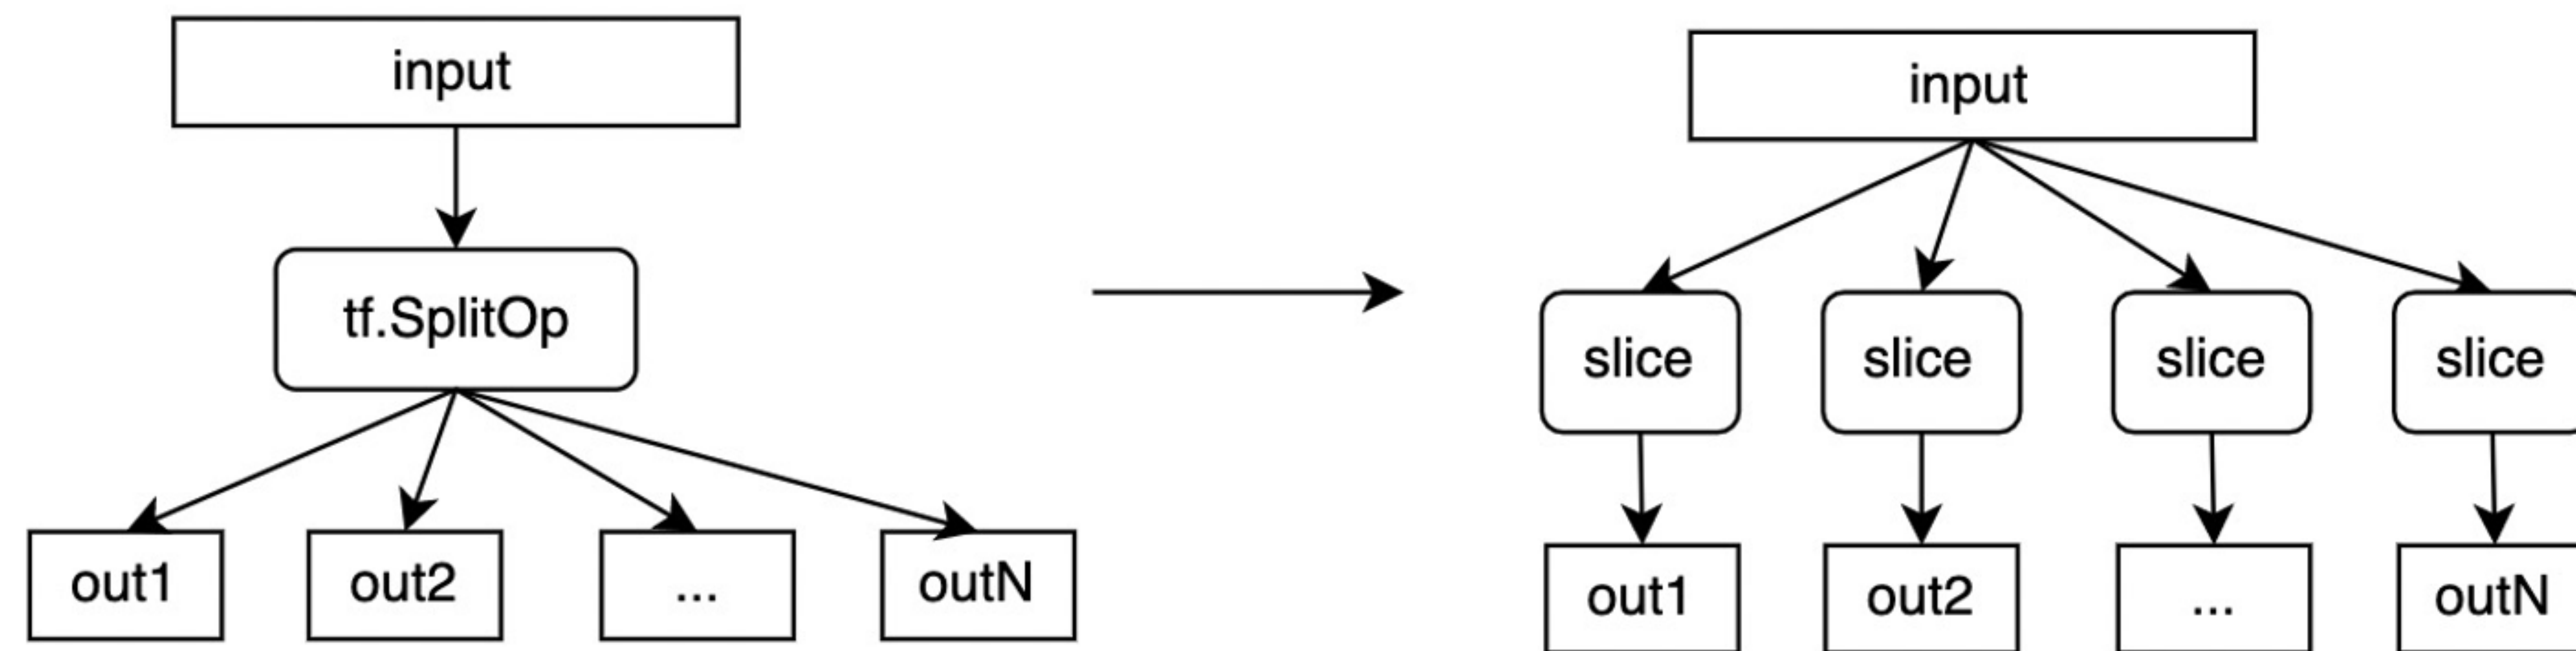 input
tf.SplitOp
out1
out2
...
outN
input
slice
slice
slice
slice
out1
out2
...
outN